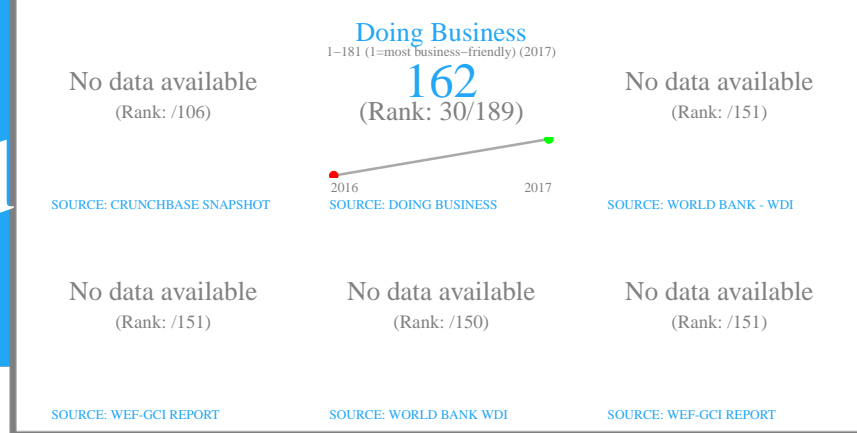 Doing Business
1−181 (1=most business−friendly) (2017)
No data available
(Rank: /106)
162
(Rank: 30/189)
No data available
(Rank: /151)
2016
2017
SOURCE: CRUNCHBASE SNAPSHOT
SOURCE: DOING BUSINESS
SOURCE: WORLD BANK - WDI
No data available
(Rank: /151)
No data available
(Rank: /150)
No data available
(Rank: /151)
SOURCE: WEF-GCI REPORT
SOURCE: WORLD BANK WDI
SOURCE: WEF-GCI REPORT